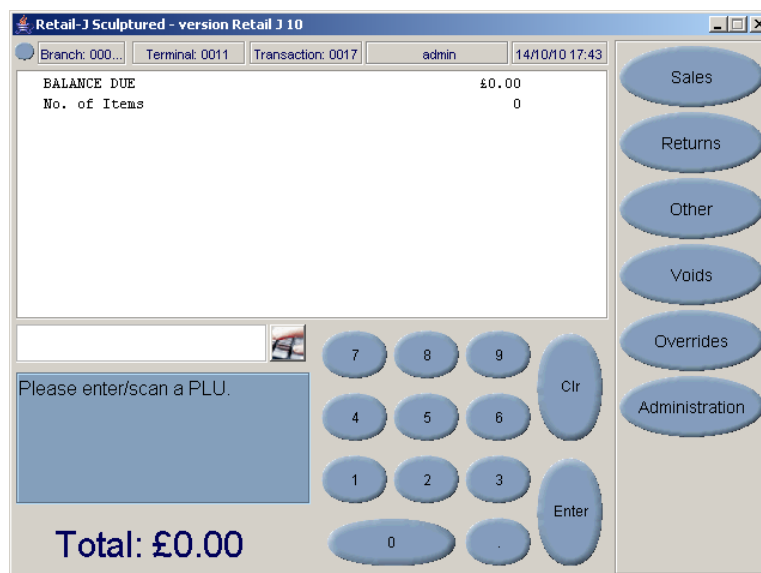 Retail-J Sculptured - version Retail J 10
Branch: 000... Terminal: 0011 Transaction: 0017 admin 14/10/10 17:43
BALANCE DUE £0.00
No. of Items 0
Sales
Returns
Other
Voids
Overrides
Administration
Please enter/scan a PLU.
7 8 9 Clr
4 5 6
1 2 3 Enter
0 .
Total: £0.00